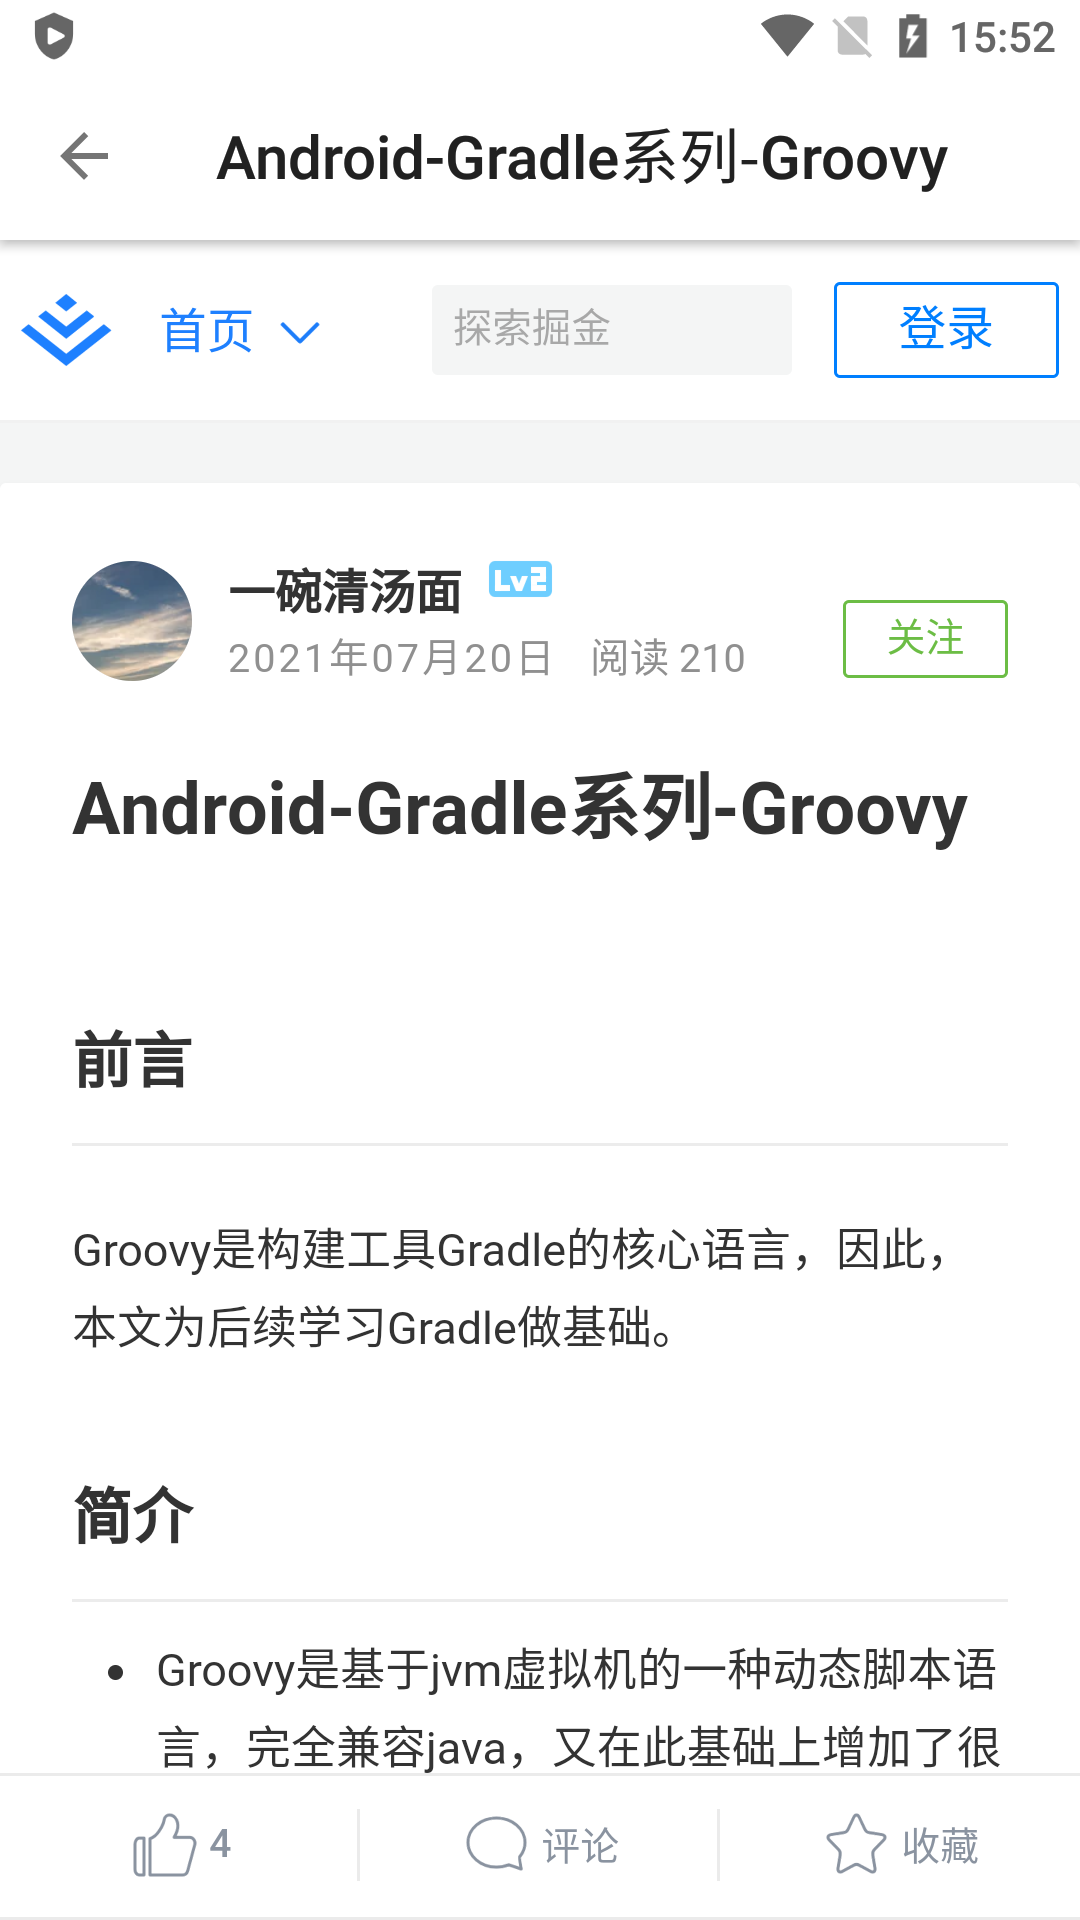 15:52
Android-Gradle系列-Groovy
首页
探索掘金
登录
一碗清汤面 Lv2
2021年07月20日 阅读 210
关注
Android-Gradle系列-Groovy
前言
Groovy是构建工具Gradle的核心语言，因此，
本文为后续学习Gradle做基础。
简介
• Groovy是基于jvm虚拟机的一种动态脚本语
言，完全兼容java，又在此基础上增加了很
4
评论
收藏